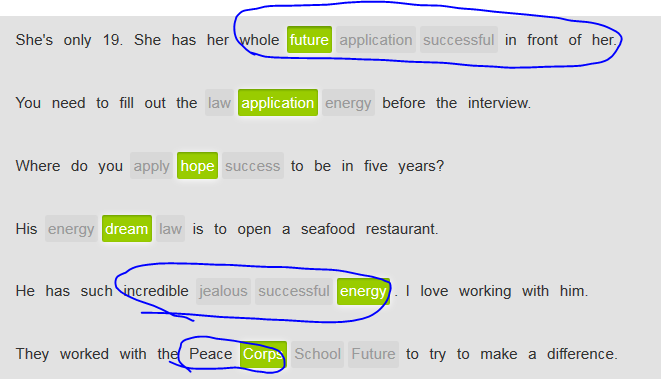 She's only 19. She has her whole future application successful in front of her.
You need to fill out the law application energy before the interview.
Where do you apply hope success to be in five years?
His energy dream law is to open a seafood restaurant.
He has such incredible jealous successful energy . I love working with him.
They worked with the Peace Corps School Future to try to make a difference.